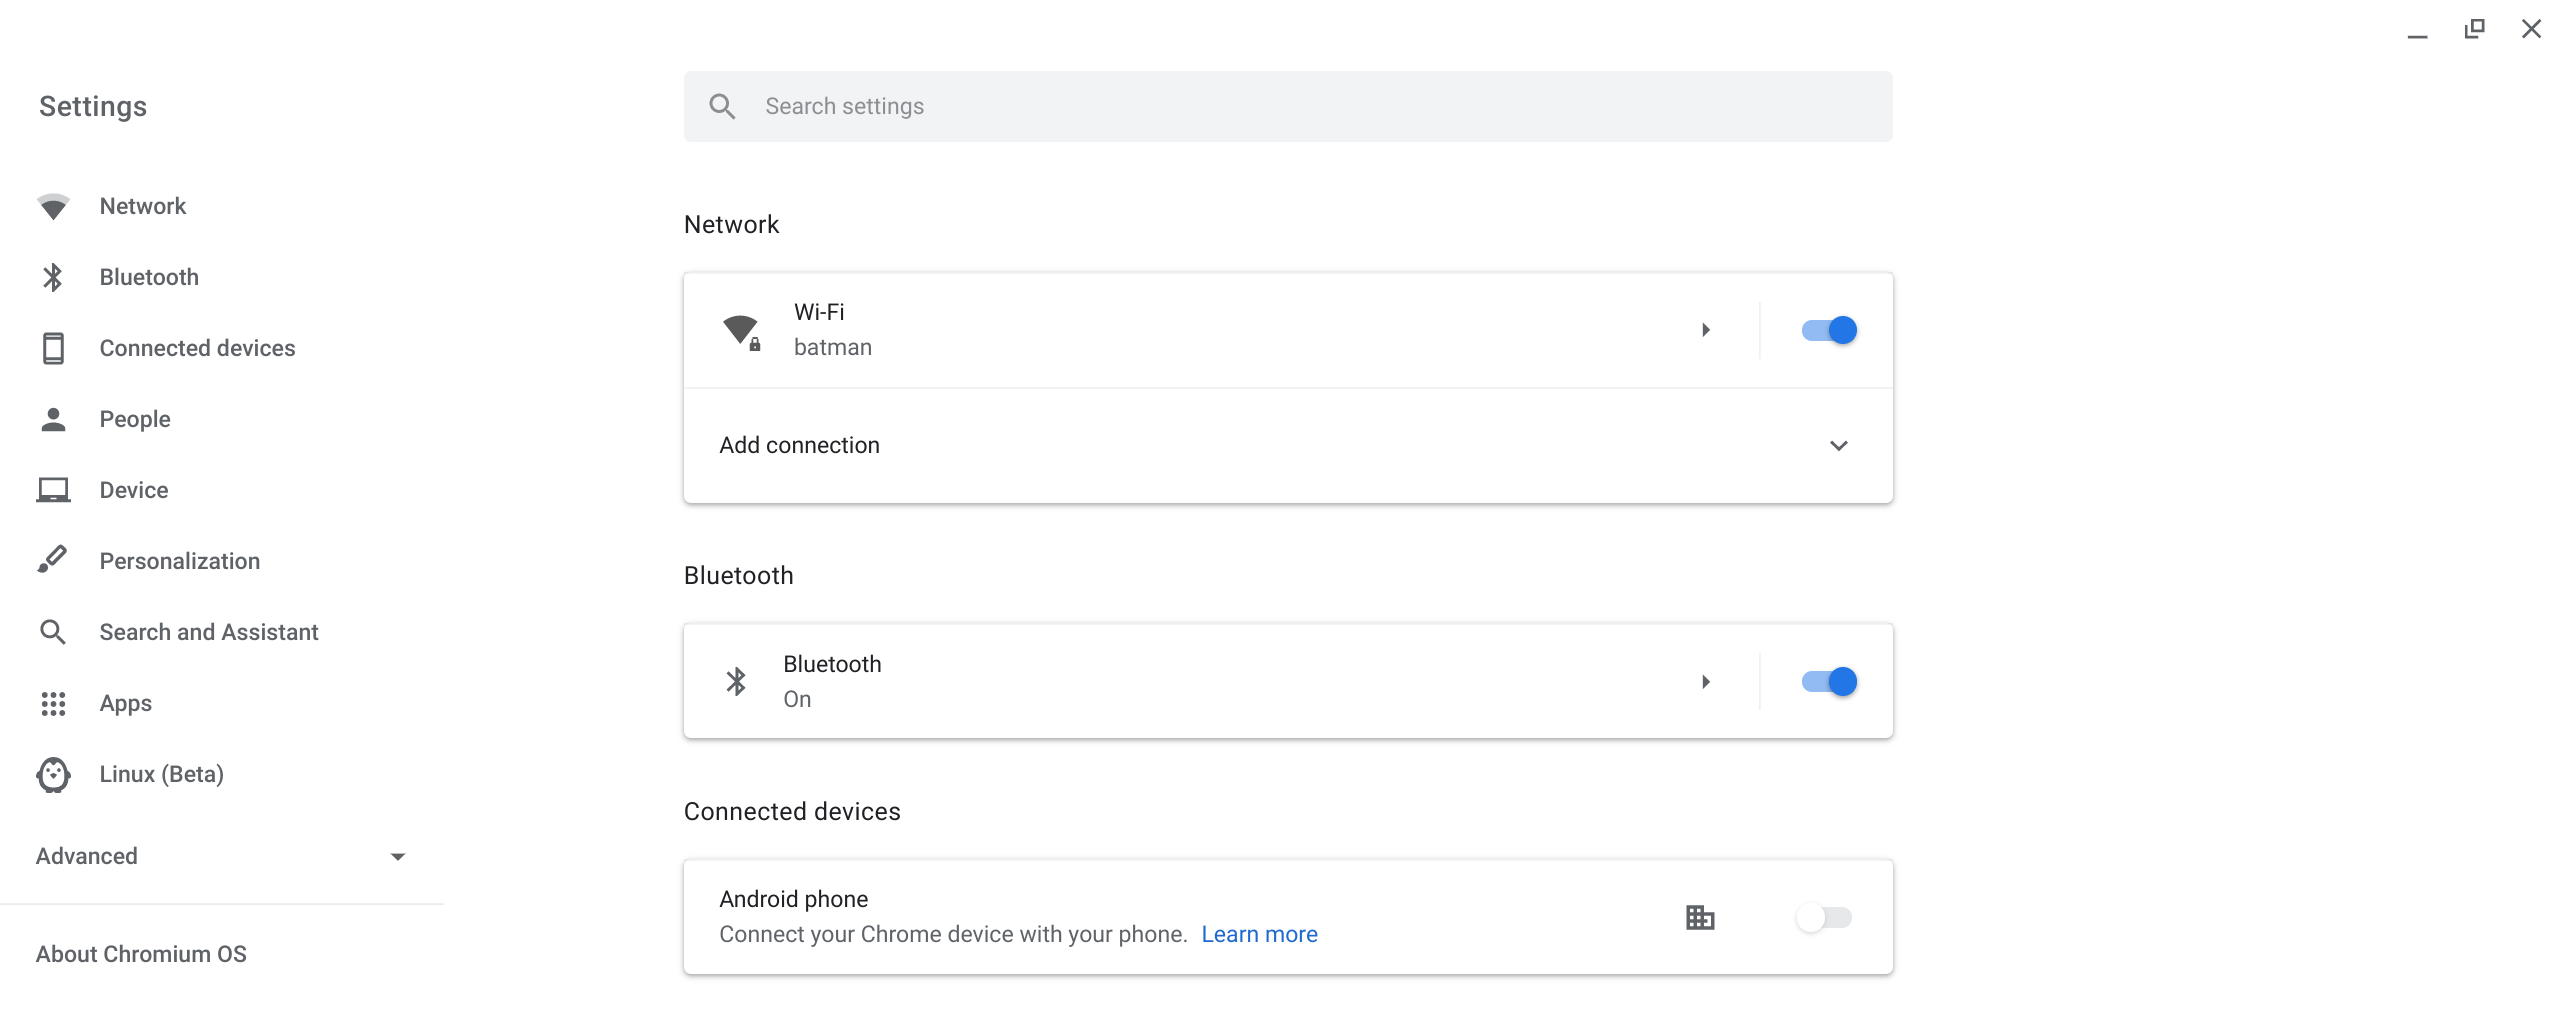 Settings
Search settings
Network
Bluetooth
Connected devices
People
Device
Personalization
Search and Assistant
Apps
Linux (Beta)
Advanced
About Chromium OS
Network
Wi-Fi
batman
Add connection
Bluetooth
Bluetooth
On
Connected devices
Android phone
Connect your Chrome device with your phone. Learn more